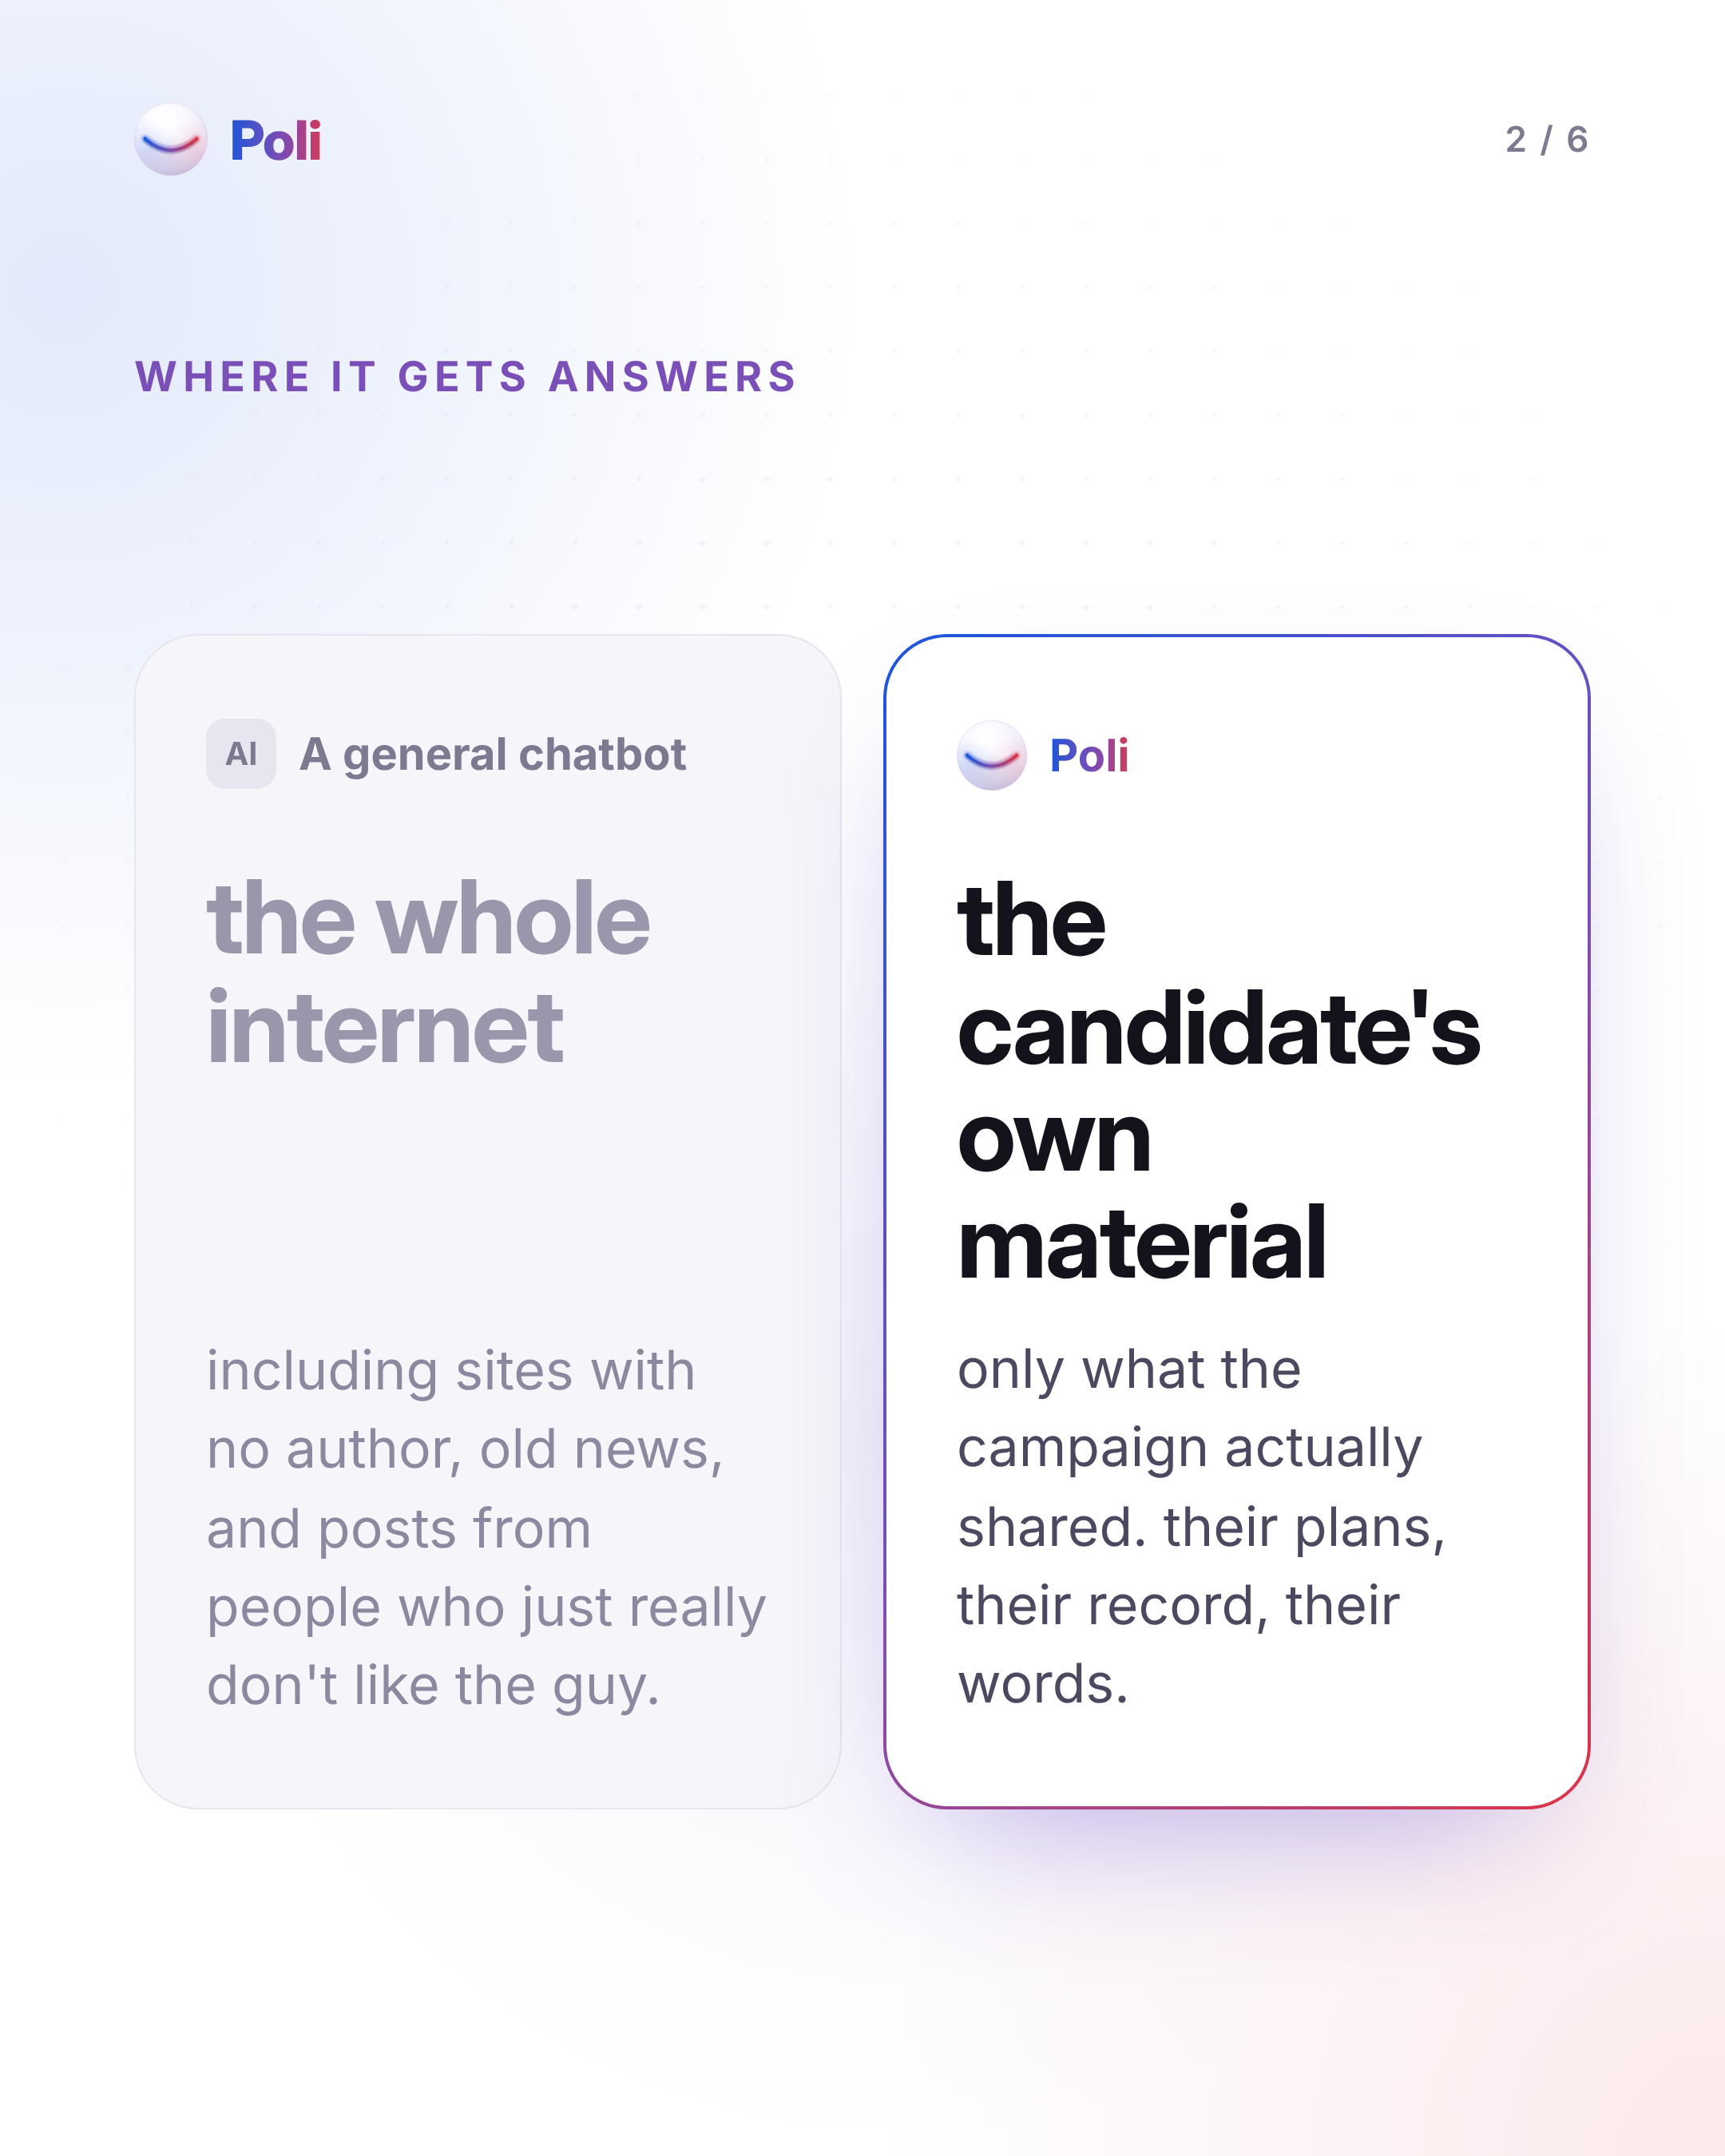 Poli
2 / 6
WHERE IT GETS ANSWERS
AI A general chatbot
the whole
internet
including sites with
no author, old news,
and posts from
people who just really
don't like the guy.
Poli
the
candidate's
own
material
only what the
campaign actually
shared. their plans,
their record, their
words.